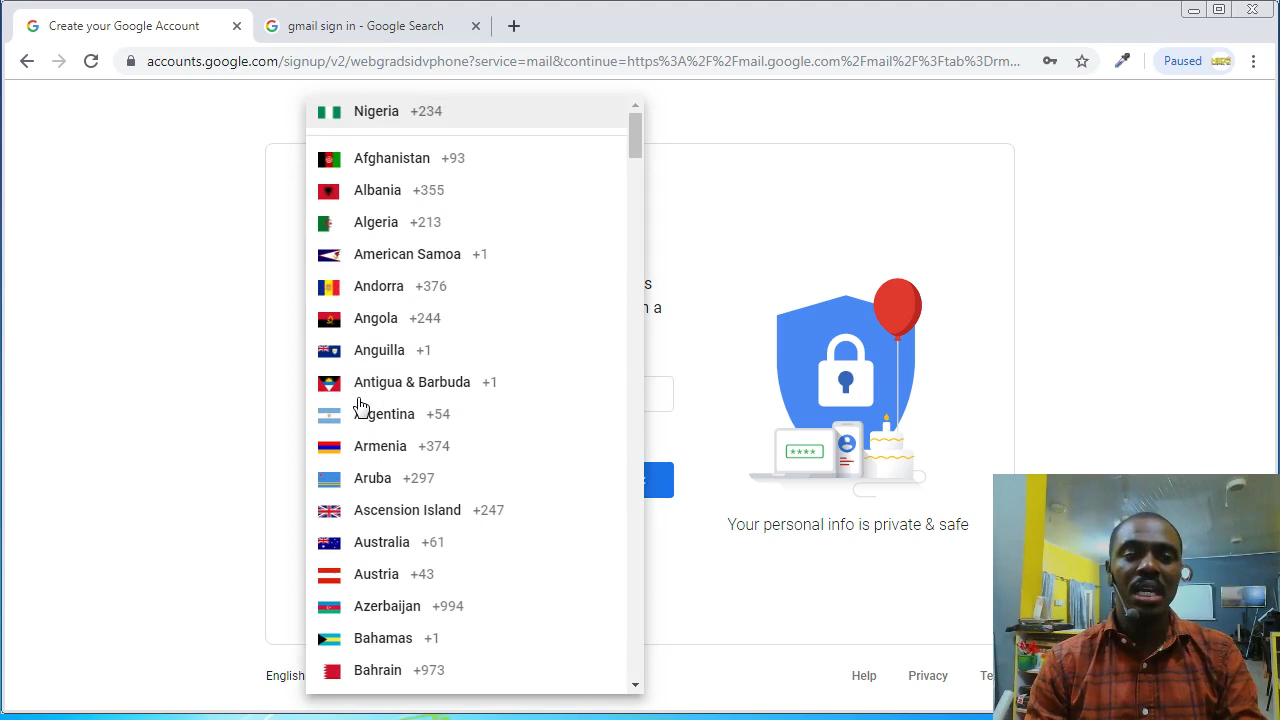 Create your Google Account
gmail sign in - Google Search
accounts.google.com/signup/v2/webgradsidvphone?service=mail&continue=https%3A%2F%2Fmail.google.com%2Fmail%2F%3Ftab%3Drm...
Paused
Nigeria +234
Afghanistan +93
Albania +355
Algeria +213
American Samoa +1
Andorra +376
Angola +244
Anguilla +1
Antigua & Barbuda +1
Argentina +54
Armenia +374
Aruba +297
Ascension Island +247
Australia +61
Austria +43
Azerbaijan +994
Bahamas +1
Bahrain +973
s
n a
****
Your personal info is private & safe
English
Help
Privacy
Te